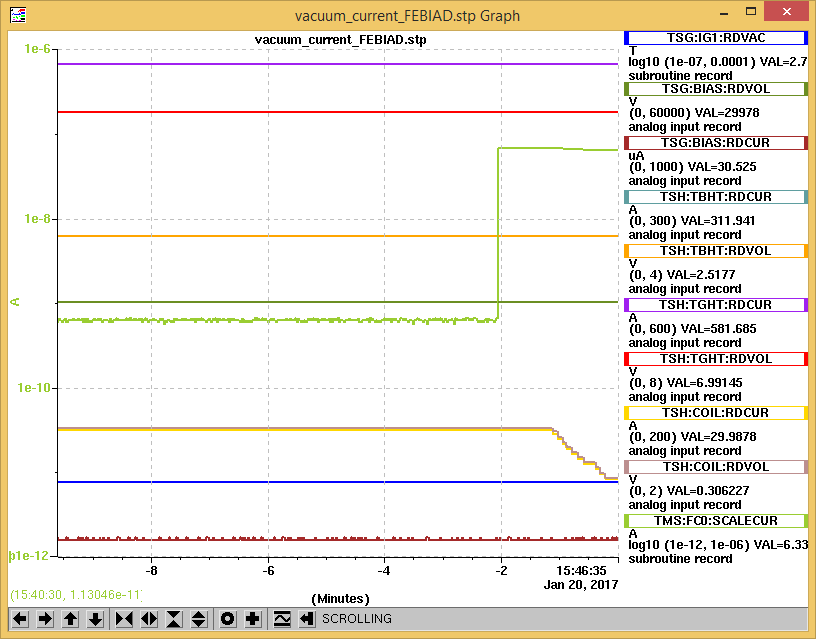 vacuum_current_FEBIAD.stp Graph
vacuum_current_FEBIAD.stp
1e-6
1e-8
A
1e-10
1e-12
-8
-6
-4
-2
15:46:35
Jan 20, 2017
(15:40:30, 1.13046e-11)
(Minutes)
TSG:IG1:RDVAC
T
log10 (1e-07, 0.0001) VAL=2.7
subroutine record
TSG:BIAS:RDVOL
V
(0, 60000) VAL=29978
analog input record
TSG:BIAS:RDCUR
uA
(0, 1000) VAL=30.525
analog input record
TSH:TBHT:RDCUR
A
(0, 300) VAL=311.941
analog input record
TSH:TBHT:RDVOL
V
(0, 4) VAL=2.5177
analog input record
TSH:TGHT:RDCUR
A
(0, 600) VAL=581.685
analog input record
TSH:TGHT:RDVOL
V
(0, 8) VAL=6.99145
analog input record
TSH:COIL:RDCUR
A
(0, 200) VAL=29.9878
analog input record
TSH:COIL:RDVOL
V
(0, 2) VAL=0.306227
analog input record
TMS:FC0:SCALECUR
A
log10 (1e-12, 1e-06) VAL=6.33
subroutine record
SCROLLING